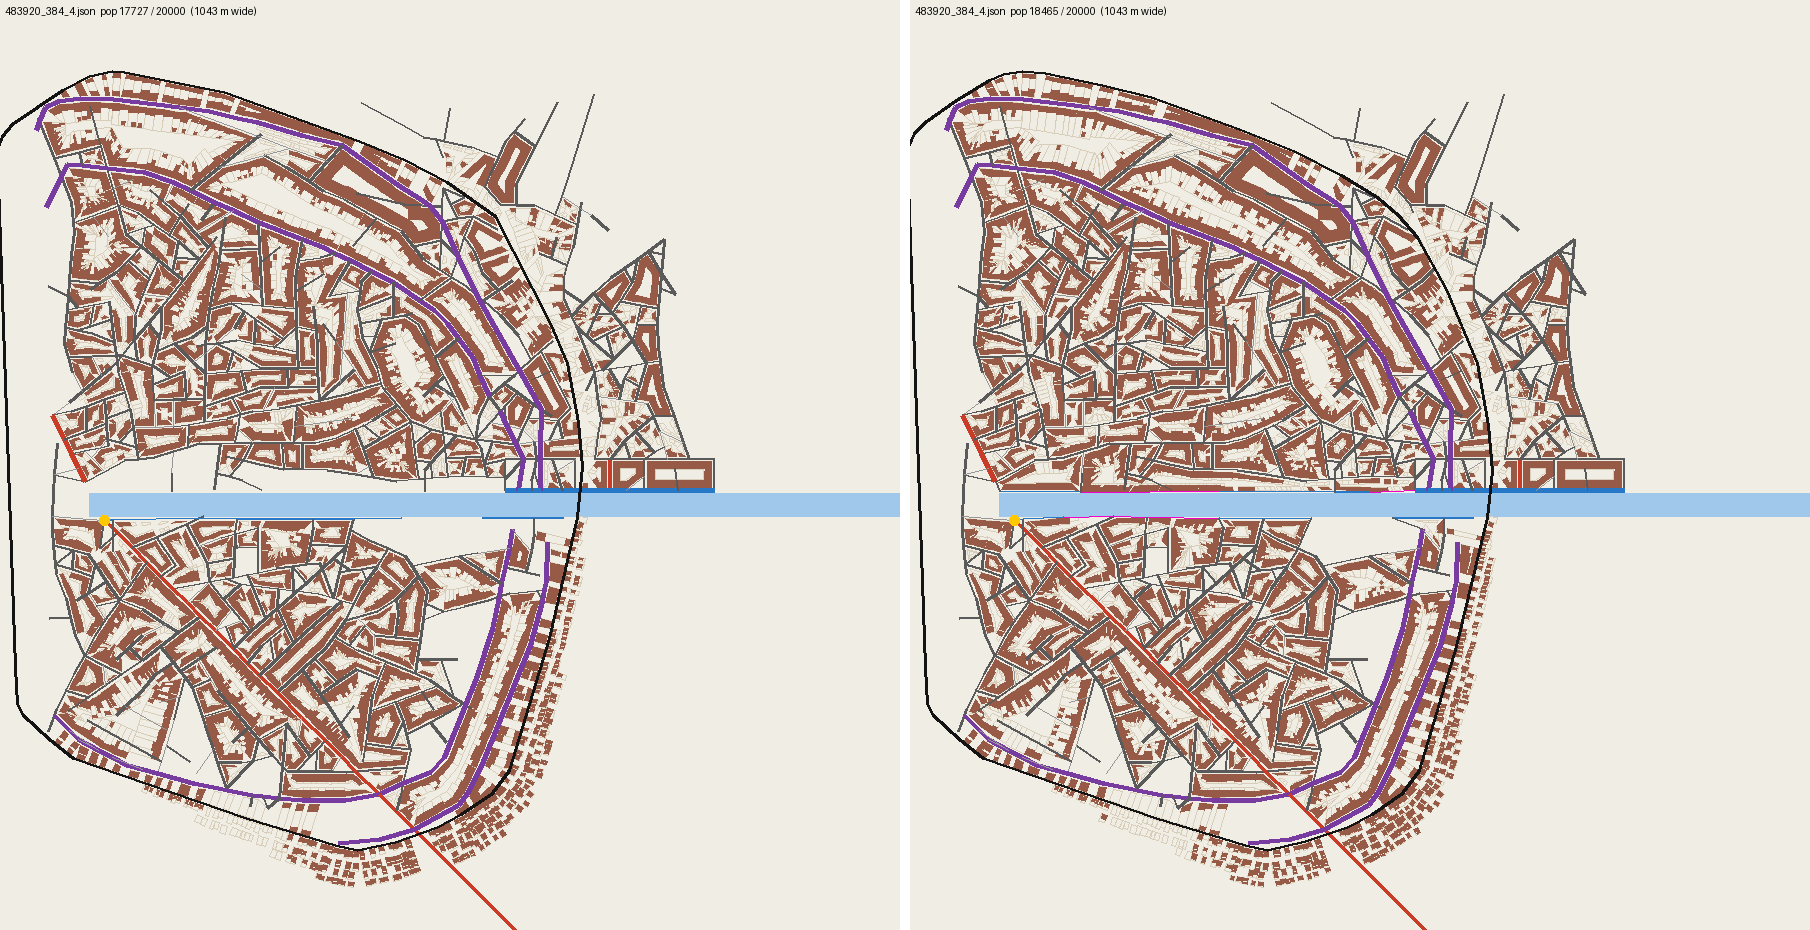 483920_384_4.json pop 17727 / 20000 (1043 m wide)
483920_384_4.json pop 18465 / 20000 (1043 m wide)